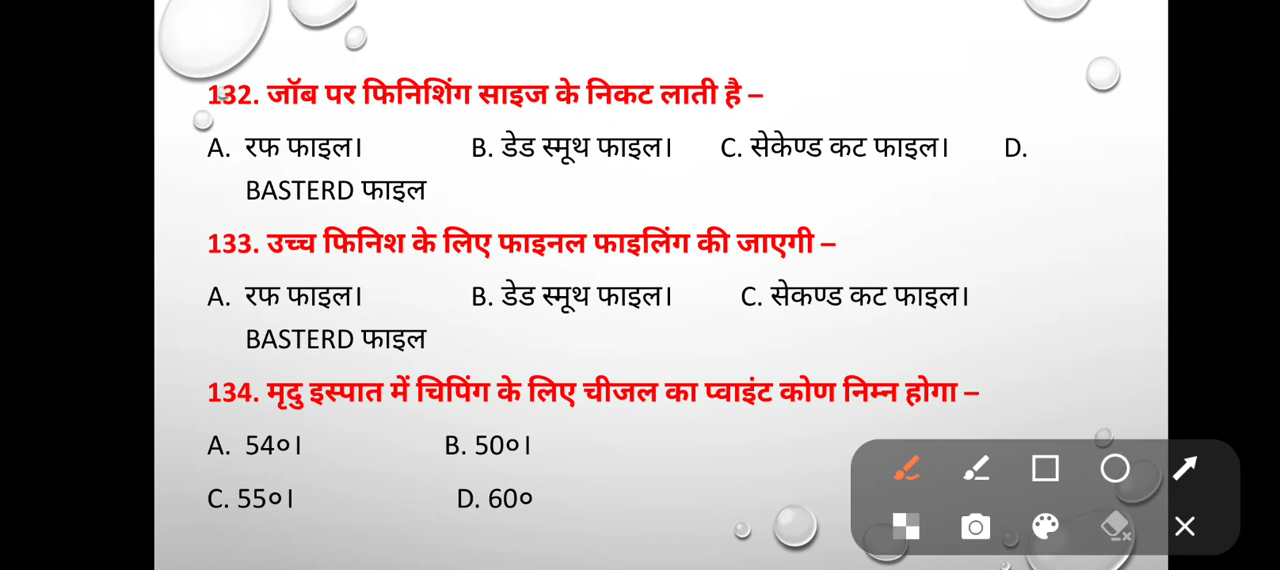 132. जॉब पर फिनिशिंग साइज के निकट लाती है –
A. रफ फाइल। B. डेड स्मूथ फाइल। C. सेकेण्ड कट फाइल। D.
BASTERD फाइल
133. उच्च फिनिश के लिए फाइनल फाइलिंग की जाएगी –
A. रफ फाइल। B. डेड स्मूथ फाइल। C. सेकण्ड कट फाइल।
BASTERD फाइल
134. मृदु इस्पात में चिपिंग के लिए चीजल का प्वाइंट कोण निम्न होगा –
A. 54०। B. 50०।
C. 55०। D. 60०